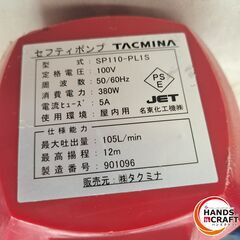 セフティポンプ TACMINA
型 式 SP110-PL1S
定格電圧 100V
周波数 50/60Hz
消費電力 380W
電流ヒューズ 5A
使用環境 屋内用
PSE
JET
名東化工機㈱
仕様能力
最大吐出量 105L/min
最高揚程 12m
製造番号 901096
販売元 ㈱タクミナ
HANDS CRAFT